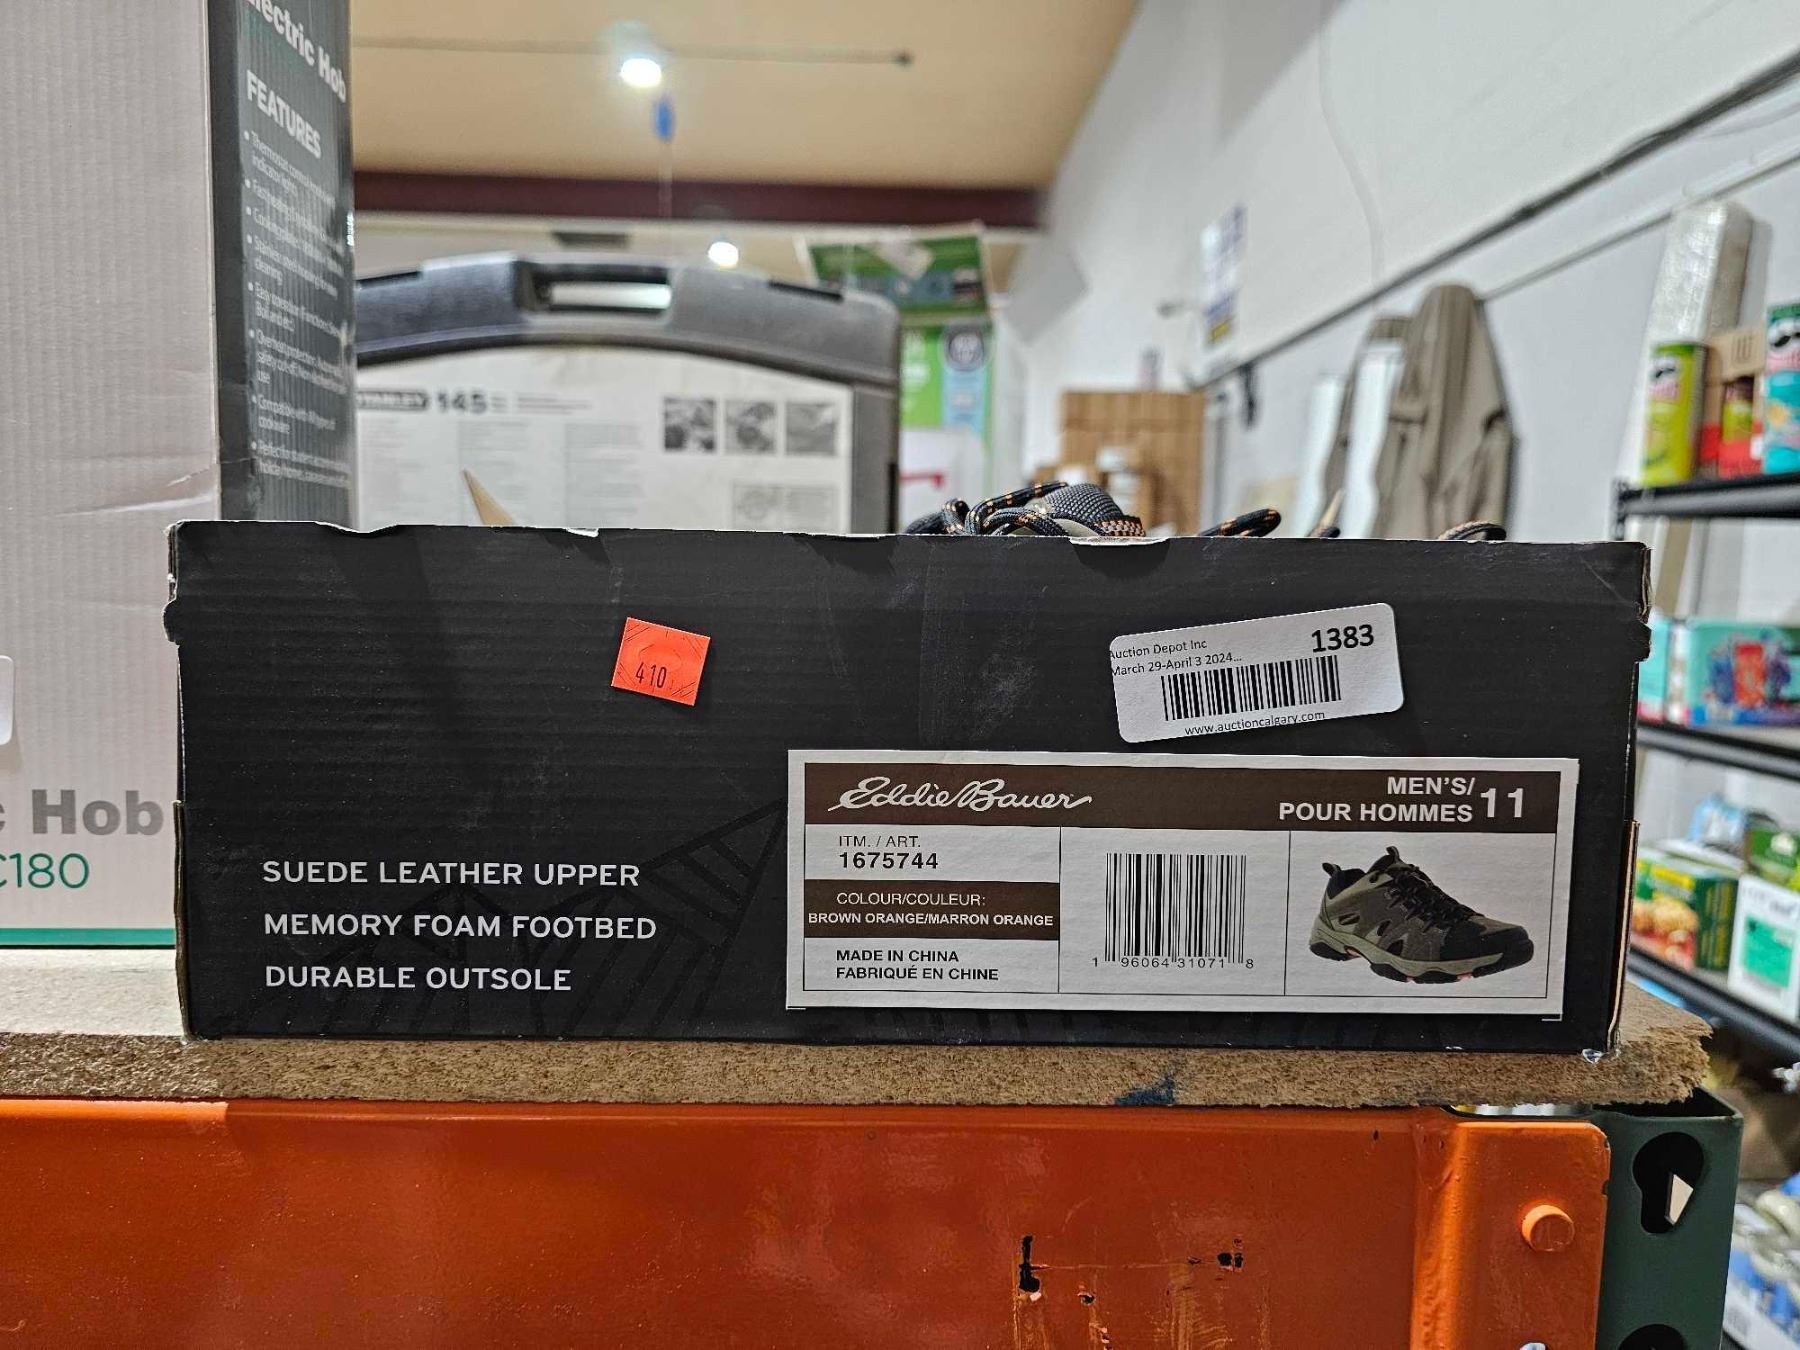 Electric Hob
FEATURES
Hob
C180
STANLEY 145
410
Auction Depot Inc
March 29-April 3 2024...
1383
www.auctioncalgary.com
SUEDE LEATHER UPPER
MEMORY FOAM FOOTBED
DURABLE OUTSOLE
Eddie Bauer
MEN'S/
POUR HOMMES 11
ITM. / ART.
1675744
COLOUR/COULEUR:
BROWN ORANGE/MARRON ORANGE
MADE IN CHINA
FABRIQUÉ EN CHINE
1 96064 31071 8